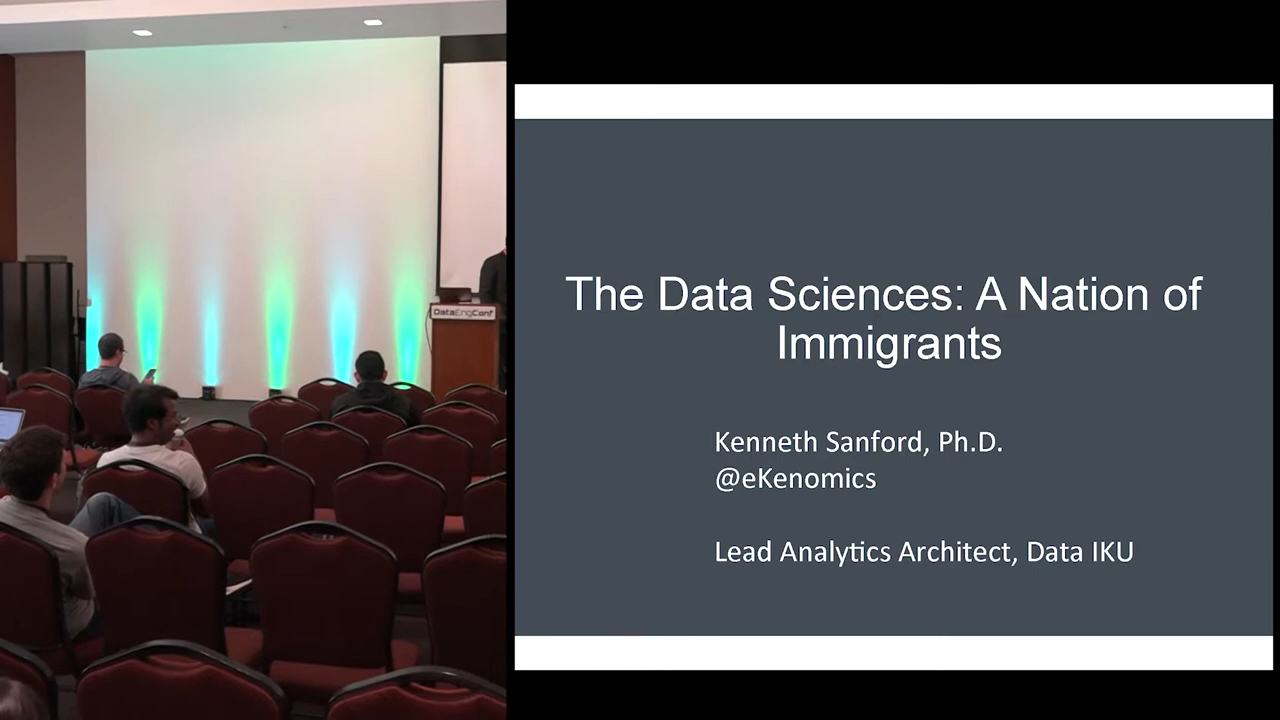 DataEngConf
The Data Sciences: A Nation of
Immigrants
Kenneth Sanford, Ph.D.
@eKenomics
Lead Analytics Architect, Data IKU